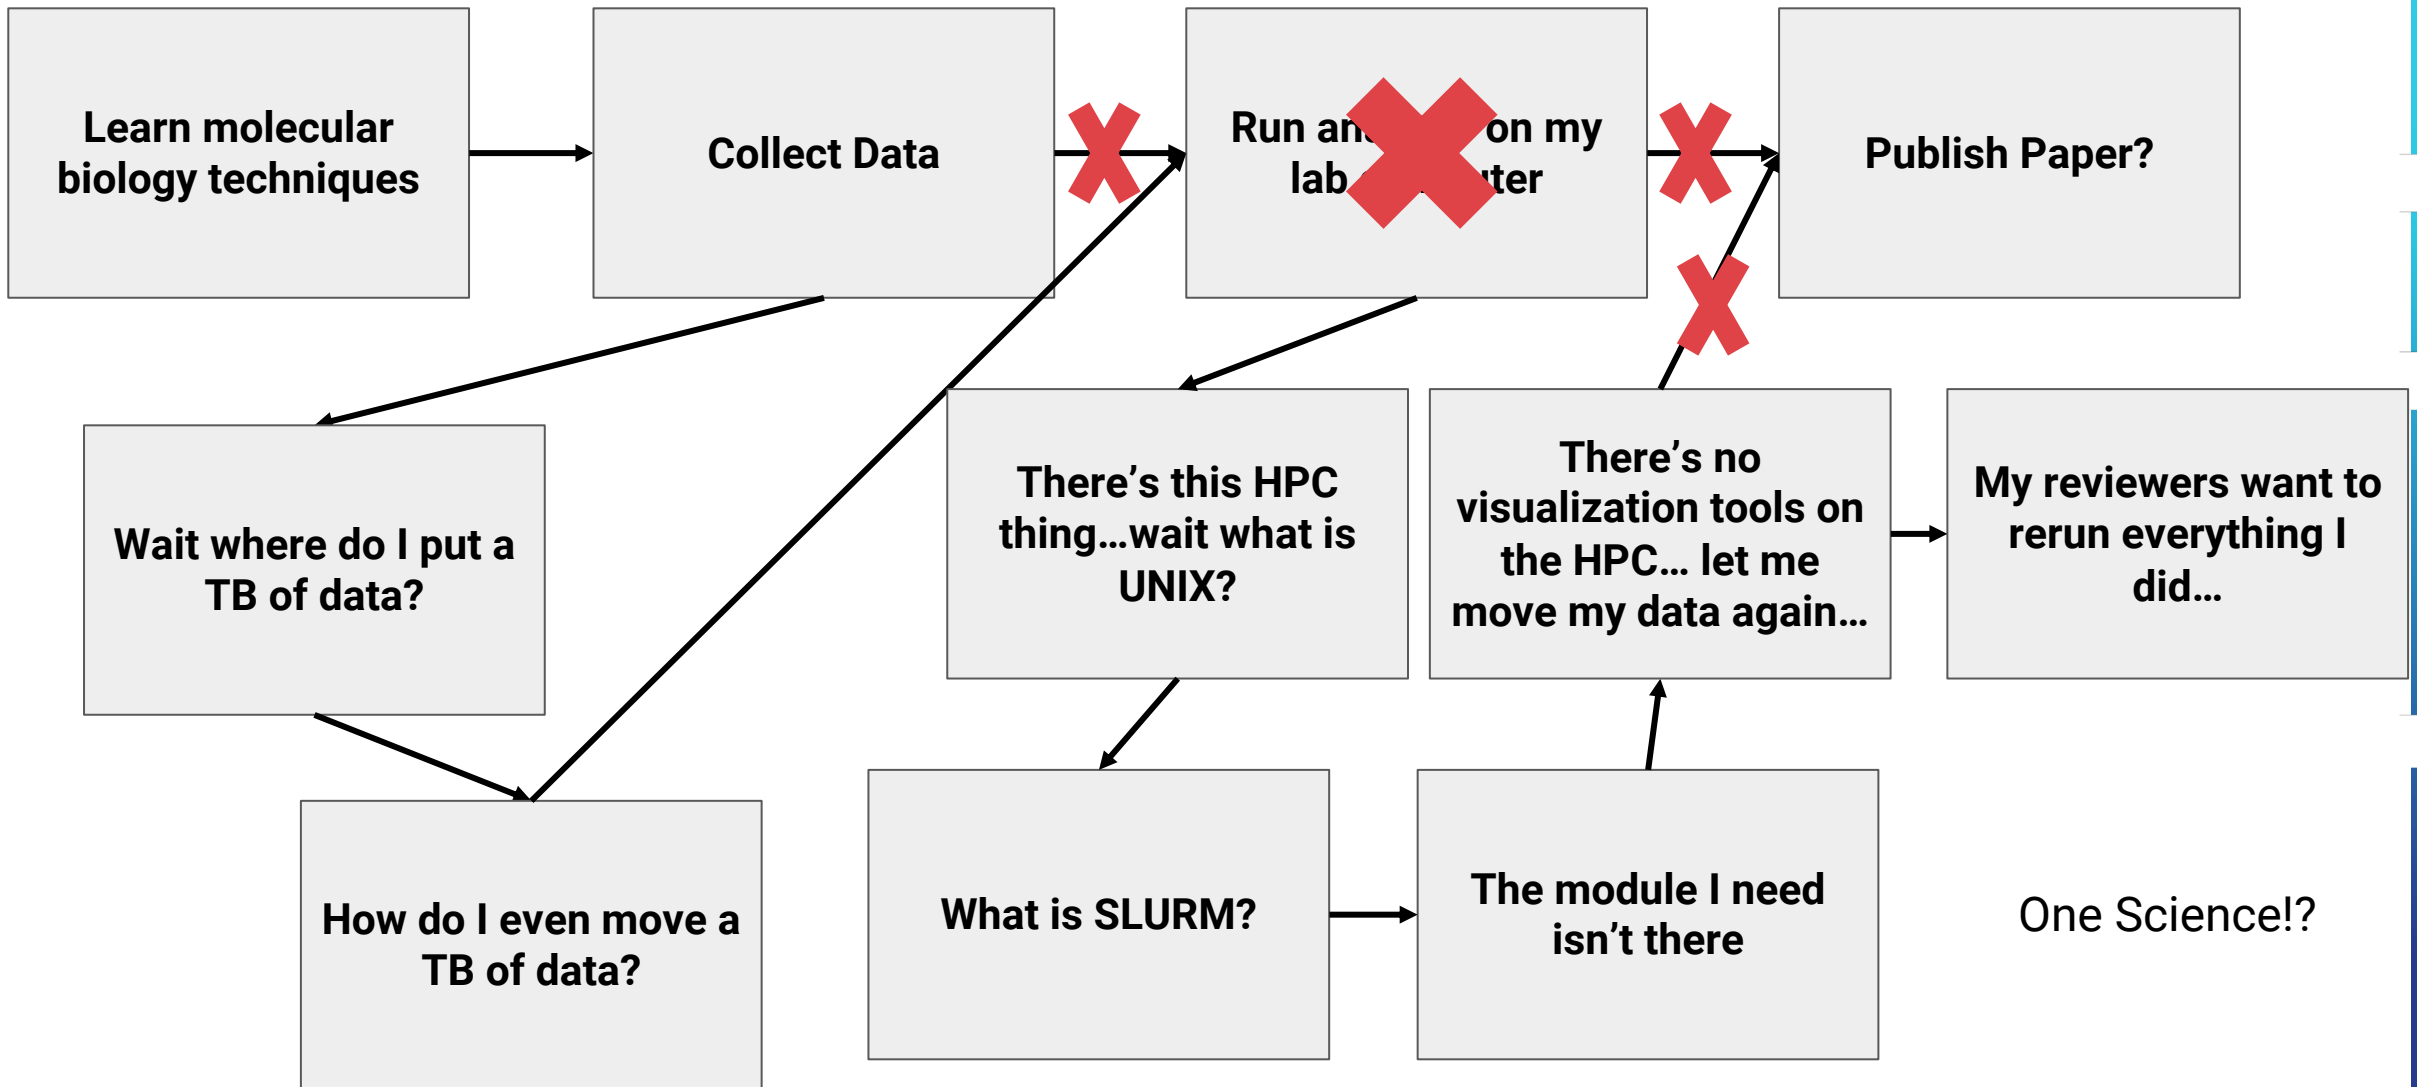 Learn molecular
biology techniques
Collect Data
Run on my
lab
Publish Paper?
Wait where do I put a
TB of data?
There’s this HPC
thing...wait what is
UNIX?
There’s no
visualization tools on
the HPC... let me
move my data again...
My reviewers want to
rerun everything I
did...
How do I even move a
TB of data?
What is SLURM?
The module I need
isn’t there
One Science!?